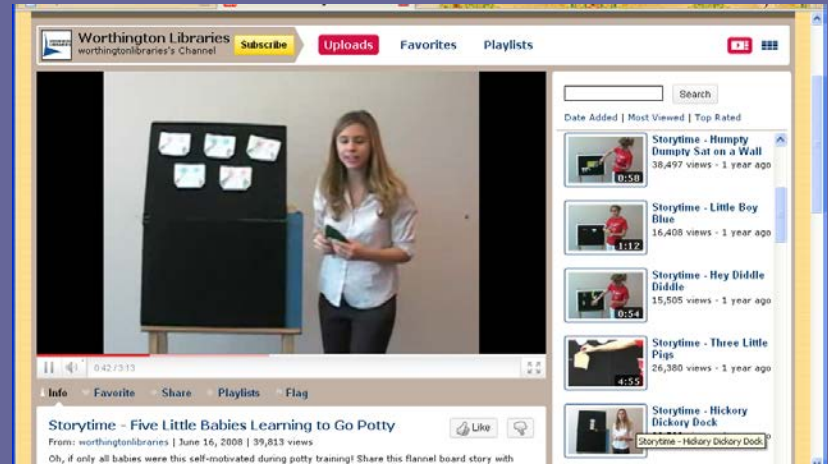 Worthington Libraries
worthingtonlibraries's Channel
Subscribe
Uploads
Favorites
Playlists
Search
Date Added | Most Viewed | Top Rated
Storytime - Humpty
Dumpty Sat on a Wall
38,497 views - 1 year ago
0:58
Storytime - Little Boy
Blue
16,408 views - 1 year ago
1:12
Storytime - Hey Diddle
Diddle
15,505 views - 1 year ago
0:54
Storytime - Three Little
Pigs
26,380 views - 1 year ago
4:55
Storytime - Hickory
Dickory Dock
Storytime - Hickory Dickory Dock
0:42 / 3:13
Info
Favorite
Share
Playlists
Flag
Storytime - Five Little Babies Learning to Go Potty
Like
From: worthingtonlibraries | June 16, 2008 | 39,813 views
Oh, if only all babies were this self-motivated during potty training! Share this flannel board story with